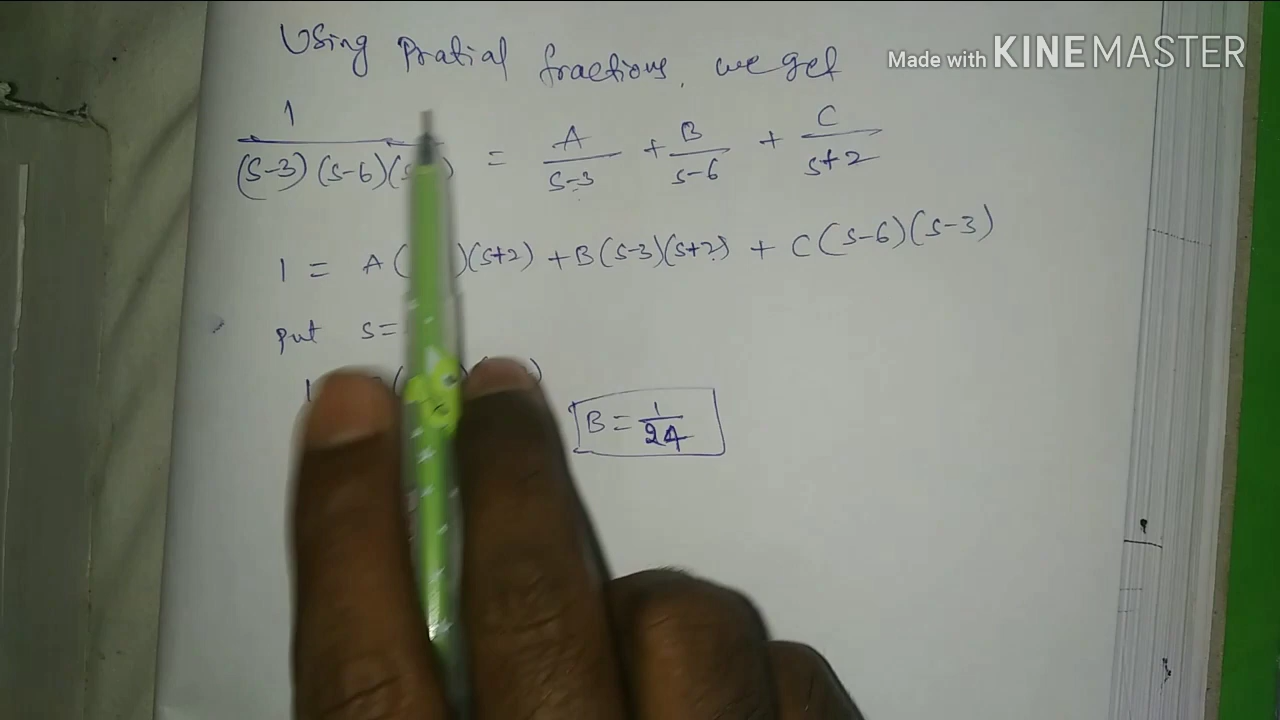 Using Pratial fractions, we get
Made with KINEMASTER
1
(S-3)(S-6)( = A/S-3 + B/S-6 + C/S+2
1 = A( )(S+2) + B(S-3)(S+2) + C(S-6)(S-3)
put S=
B = 1/24